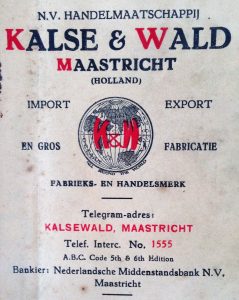 N.V. HANDELMAATSCHAPPIJ
KALSE & WALD
MAASTRICHT
(HOLLAND)
IMPORT EXPORT
K&W
EN GROS FABRICATIE
FABRIEKS- EN HANDELSMERK
Telegram-adres:
KALSEWALD, MAASTRICHT
Telef. Interc. No. 1555
A.B.C. Code 5th & 6th Edition
Bankier: Nederlandsche Middenstandsbank N.V.
Maastricht